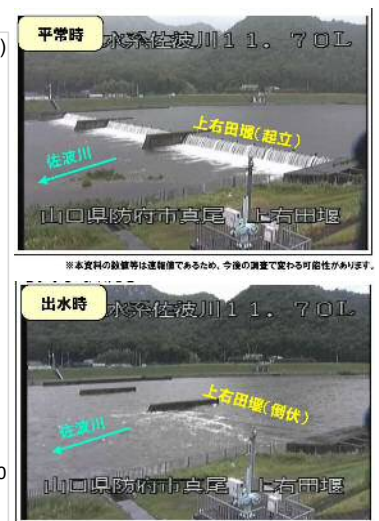 )
平常時
水系佐波川11.70L
上右田堰(起立)
佐波川
山口県防府市真尾 上右田堰
※本資料の数値等は速報値であるため、今後の調査で変わる可能性があります。
出水時
水系佐波川11.70L
上右田堰(倒伏)
佐波川
0
山口県防府市真尾 上右田堰